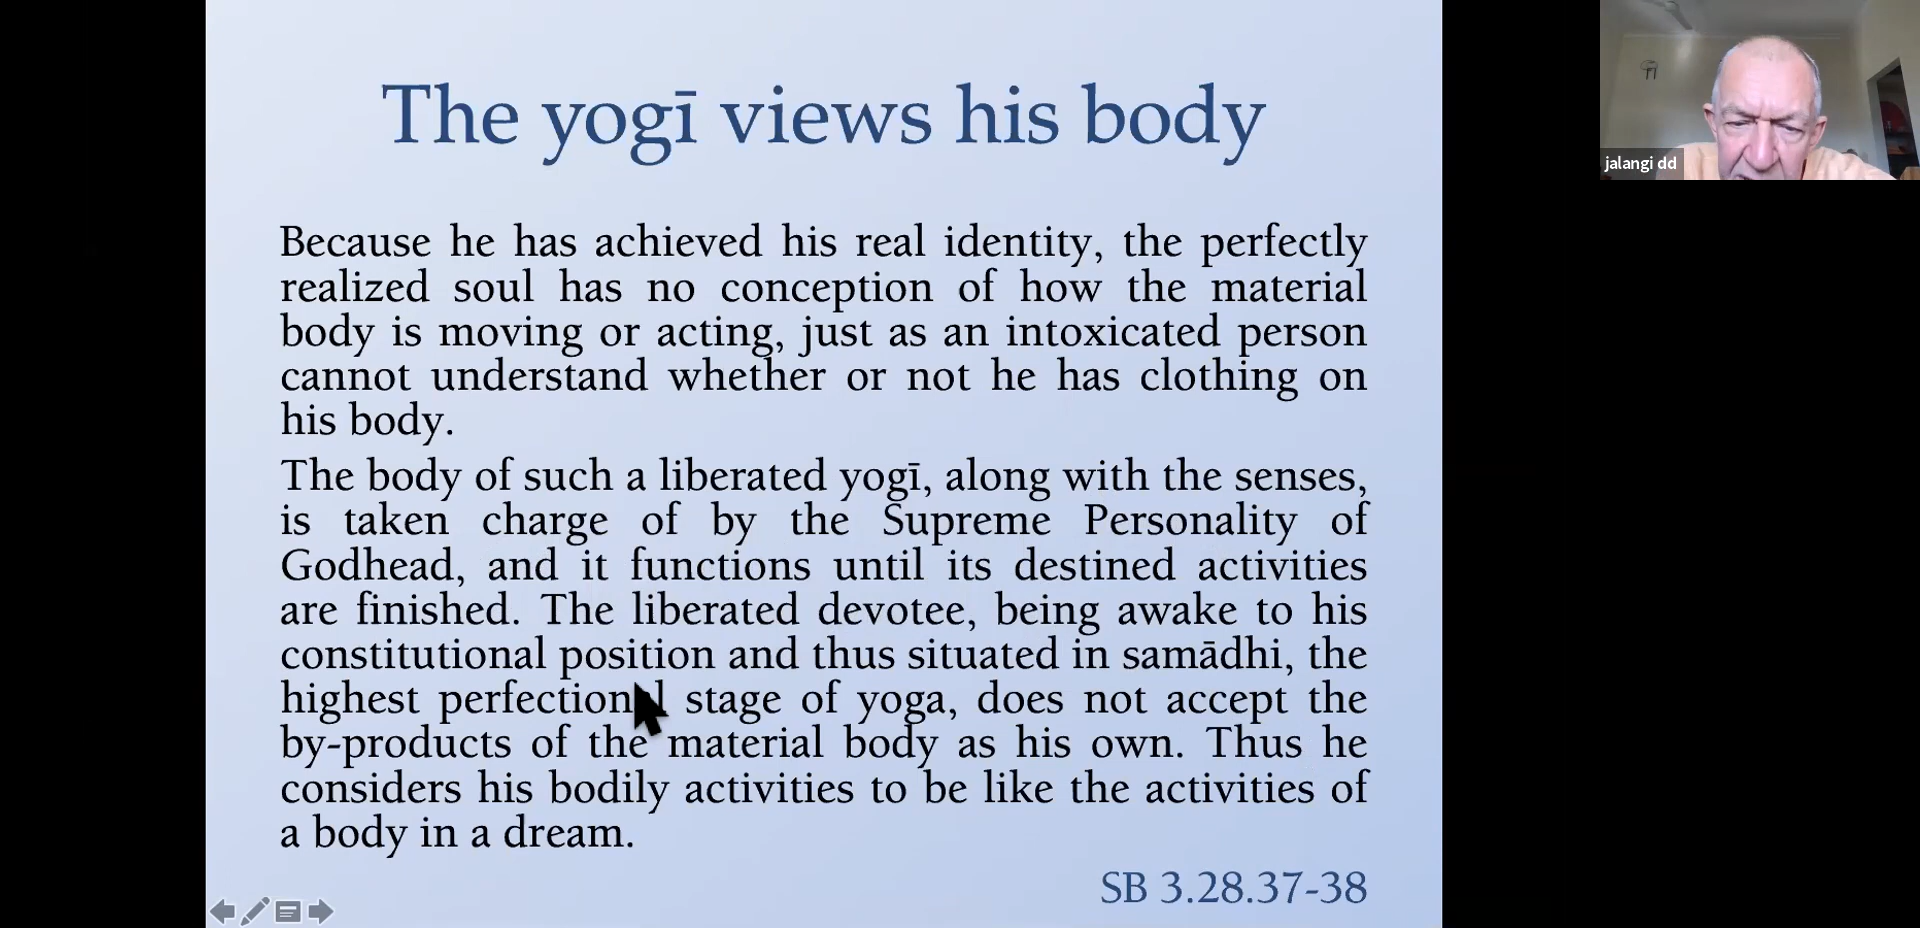 The yogī views his body
Because he has achieved his real identity, the perfectly
realized soul has no conception of how the material
body is moving or acting, just as an intoxicated person
cannot understand whether or not he has clothing on
his body.
The body of such a liberated yogī, along with the senses,
is taken charge of by the Supreme Personality of
Godhead, and it functions until its destined activities
are finished. The liberated devotee, being awake to his
constitutional position and thus situated in samādhi, the
highest perfectional stage of yoga, does not accept the
by-products of the material body as his own. Thus he
considers his bodily activities to be like the activities of
a body in a dream.
SB 3.28.37-38
jalangi dd